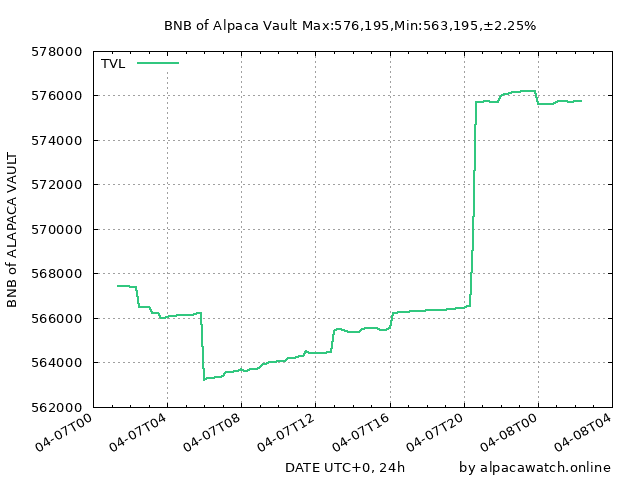 BNB of Alpaca Vault Max:576,195,Min:563,195,±2.25%
578000
TVL
576000
574000
572000
570000
568000
566000
564000
562000
BNB of ALAPACA VAULT
04-07T00
04-07T04
04-07T08
04-07T12
04-07T16
04-07T20
04-08T00
04-08T04
DATE UTC+0, 24h
by alpacawatch.online